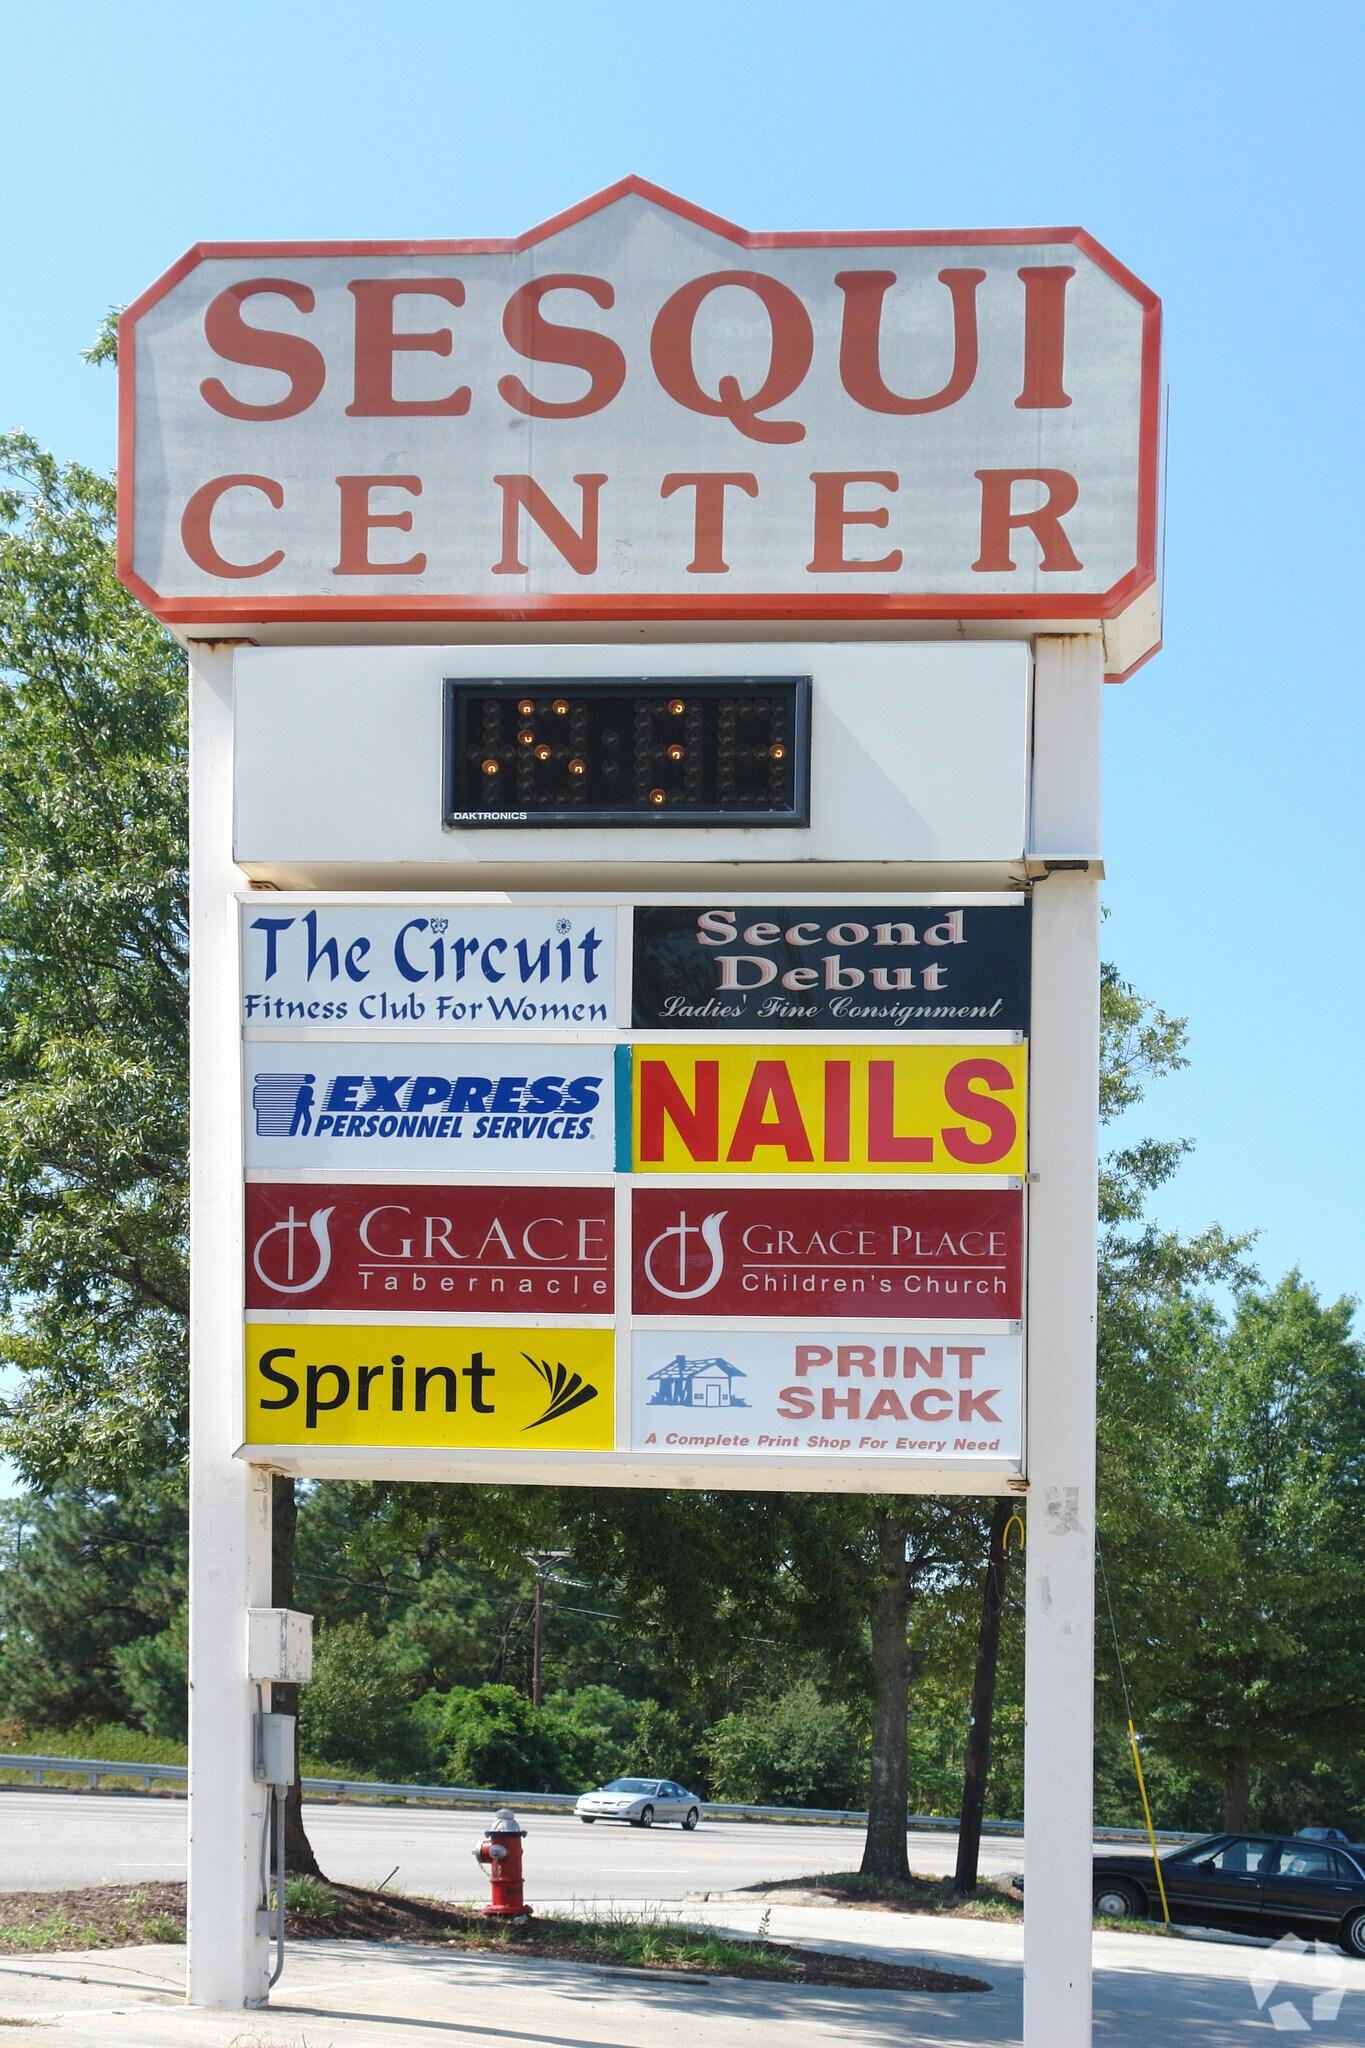 SESQUI
CENTER
DAKTRONICS
The Circuit
Fitness Club For Women
Second
Debut
Ladies' Fine Consignment
EXPRESS
PERSONNEL SERVICES
NAILS
GRACE
Tabernacle
GRACE PLACE
Children's Church
Sprint
PRINT
SHACK
A Complete Print Shop For Every Need